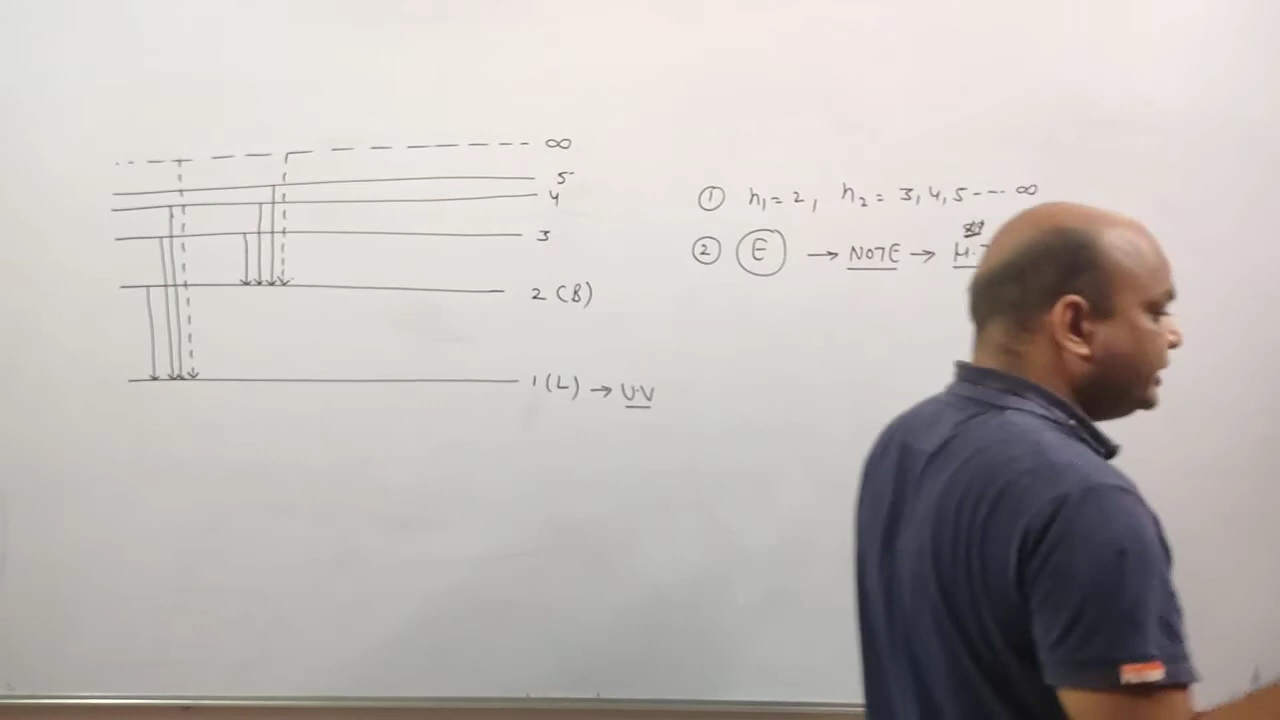 ∞
5
4
3
2 (B)
1 (L) → U.V
① n₁ = 2, n₂ = 3, 4, 5 --- ∞
② E → NOTE →